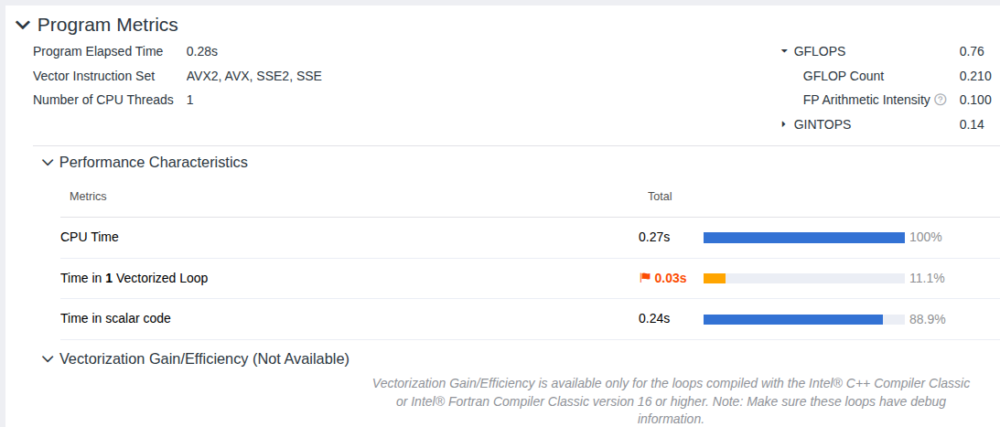 Program Metrics
Program Elapsed Time 0.28s
Vector Instruction Set AVX2, AVX, SSE2, SSE
Number of CPU Threads 1
GFLOPS 0.76
GFLOP Count 0.210
FP Arithmetic Intensity ? 0.100
GINTOPS 0.14
Performance Characteristics
Metrics Total
CPU Time 0.27s 100%
Time in 1 Vectorized Loop 0.03s 11.1%
Time in scalar code 0.24s 88.9%
Vectorization Gain/Efficiency (Not Available)
Vectorization Gain/Efficiency is available only for the loops compiled with the Intel® C++ Compiler Classic
or Intel® Fortran Compiler Classic version 16 or higher. Note: Make sure these loops have debug
information.